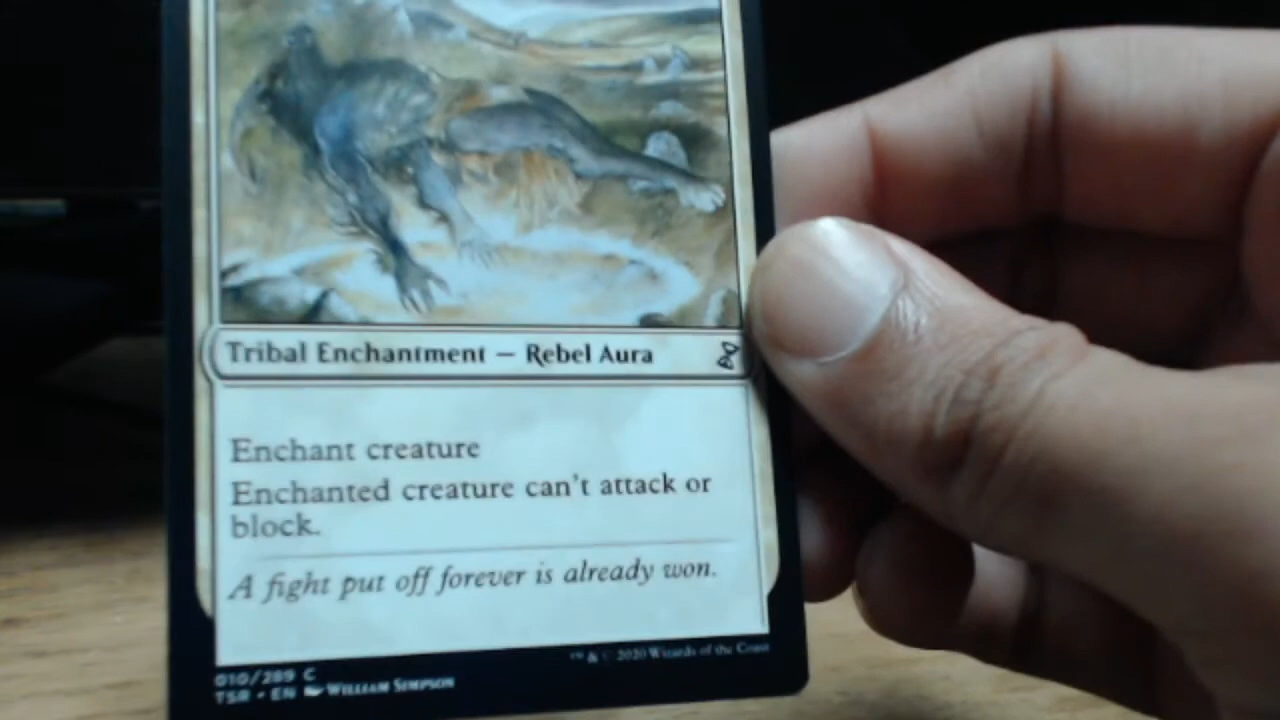 Tribal Enchantment — Rebel Aura
Enchant creature
Enchanted creature can't attack or
block.
A fight put off forever is already won.
010/289 C
™ & © 2020 Wizards of the Coast
TSR • EN William Simpson